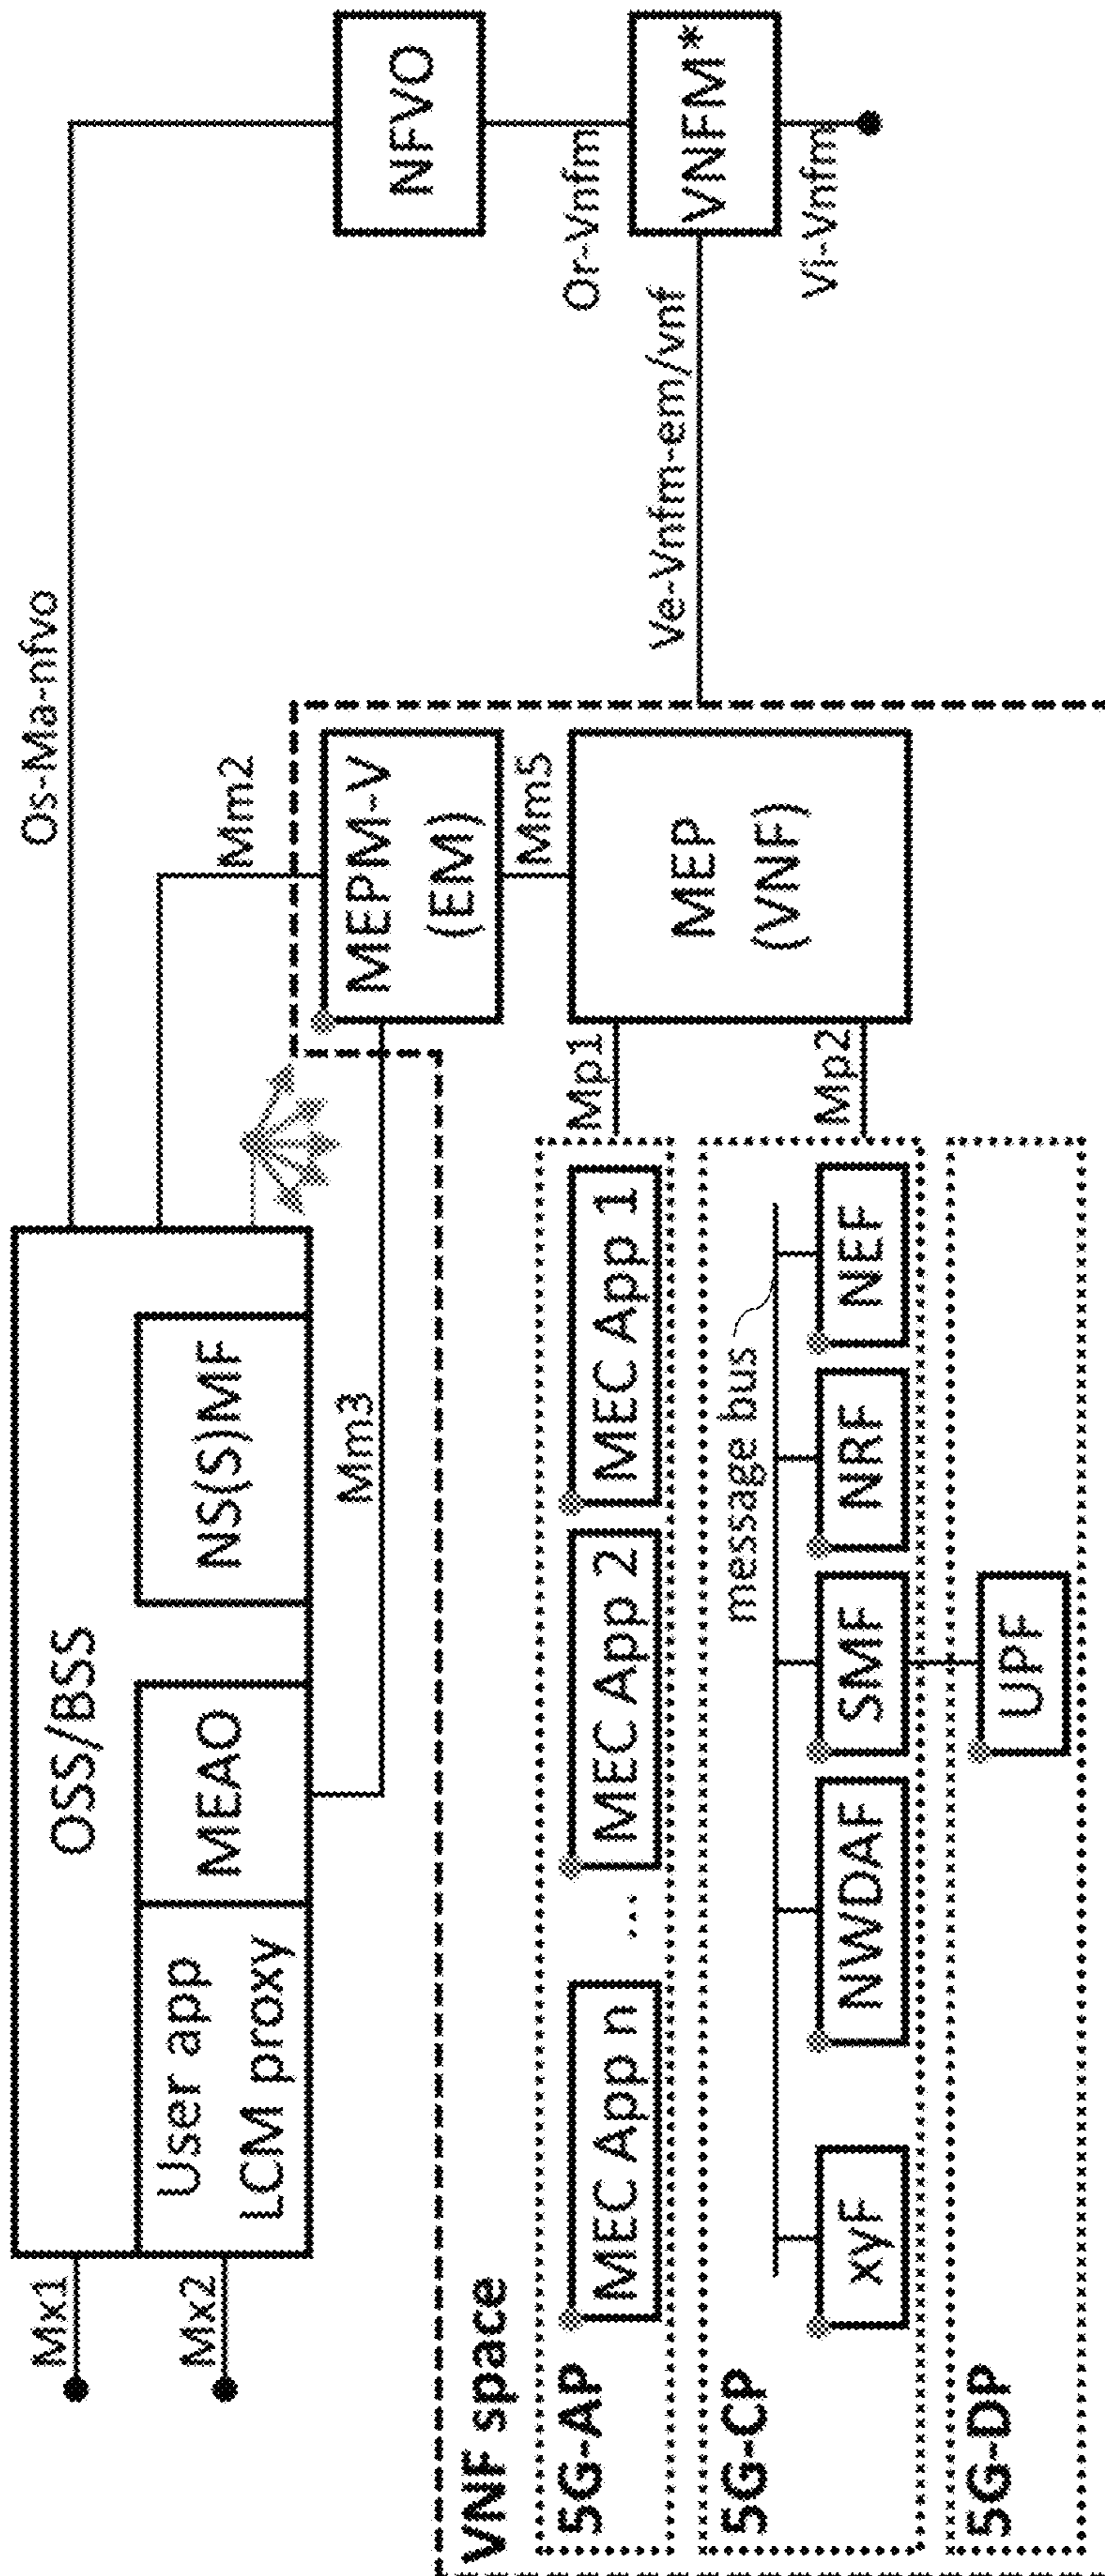 Mx1
Mx2
OSS/BSS
User app
LCM proxy
MEAO
NS(S)MF
Os-Ma-nfvo
NFVO
Mm2
Mm3
Or-Vnfm
VNFM*
Vi-Vnfm
Ve-Vnfm-em/vnf
VNF space
MEPM-V
(EM)
Mm5
MEP
(VNF)
Mp1
Mp2
5G-AP
MEC App n
...
MEC App 2
MEC App 1
5G-CP
message bus
xyF
NWDAF
SMF
NRF
NEF
5G-DP
UPF